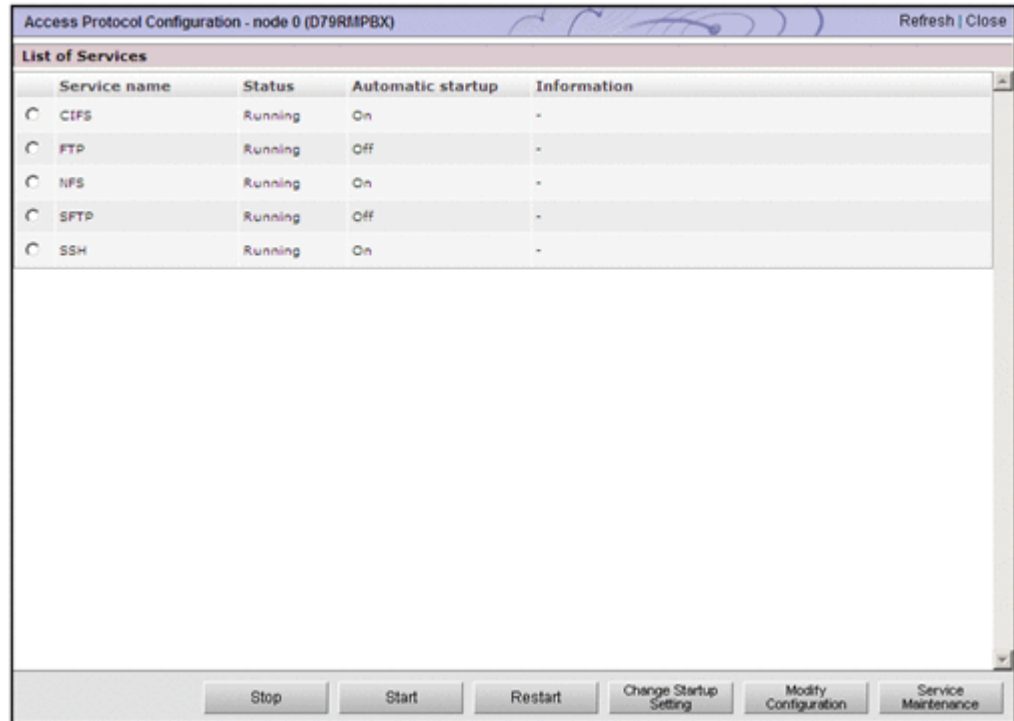 Access Protocol Configuration - node 0 (D79RMPBX) Refresh | Close
List of Services
Service name Status Automatic startup Information
CIFS Running On -
FTP Running Off -
NFS Running On -
SFTP Running Off -
SSH Running On -
Stop Start Restart Change Startup Setting Modify Configuration Service Maintenance